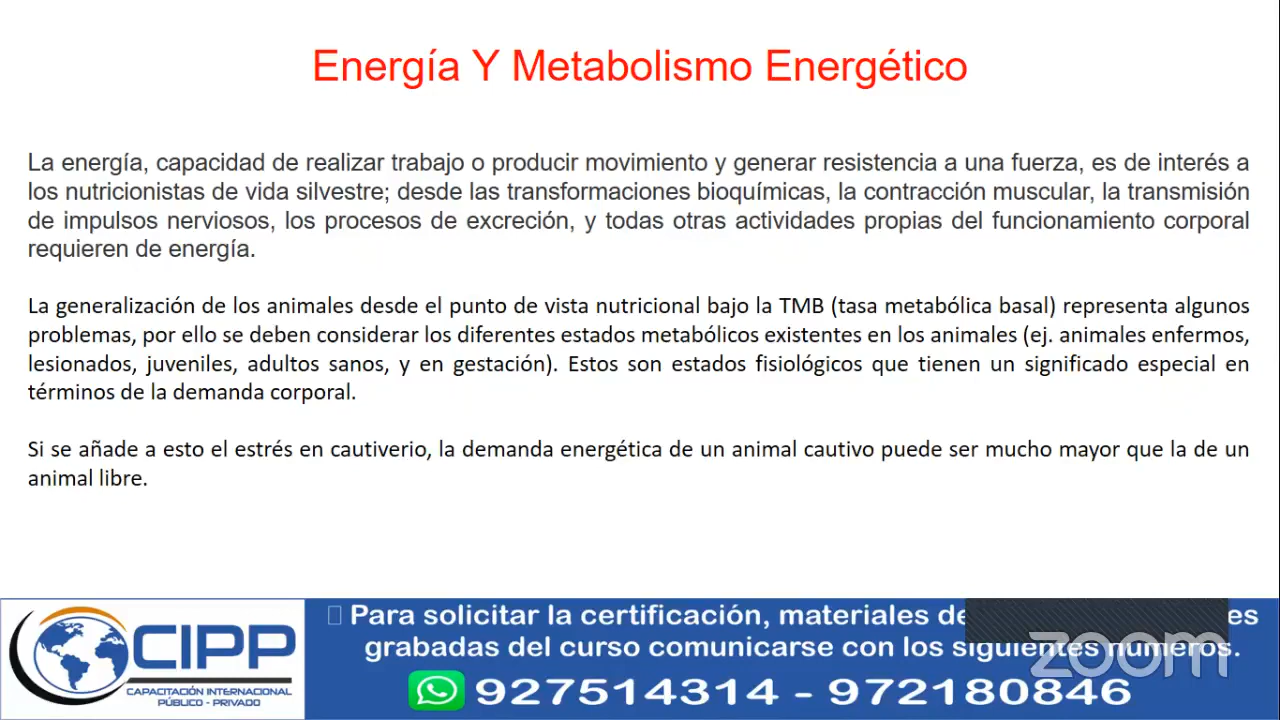 Energía Y Metabolismo Energético
La energía, capacidad de realizar trabajo o producir movimiento y generar resistencia a una fuerza, es de interés a
los nutricionistas de vida silvestre; desde las transformaciones bioquímicas, la contracción muscular, la transmisión
de impulsos nerviosos, los procesos de excreción, y todas otras actividades propias del funcionamiento corporal
requieren de energía.
La generalización de los animales desde el punto de vista nutricional bajo la TMB (tasa metabólica basal) representa algunos
problemas, por ello se deben considerar los diferentes estados metabólicos existentes en los animales (ej. animales enfermos,
lesionados, juveniles, adultos sanos, y en gestación). Estos son estados fisiológicos que tienen un significado especial en
términos de la demanda corporal.
Si se añade a esto el estrés en cautiverio, la demanda energética de un animal cautivo puede ser mucho mayor que la de un
animal libre.
CIPP
CAPACITACIÓN INTERNACIONAL
PÚBLICO - PRIVADO
Para solicitar la certificación, materiales
grabadas del curso comunicarse con los siguientes números.
927514314 - 972180846
zoom